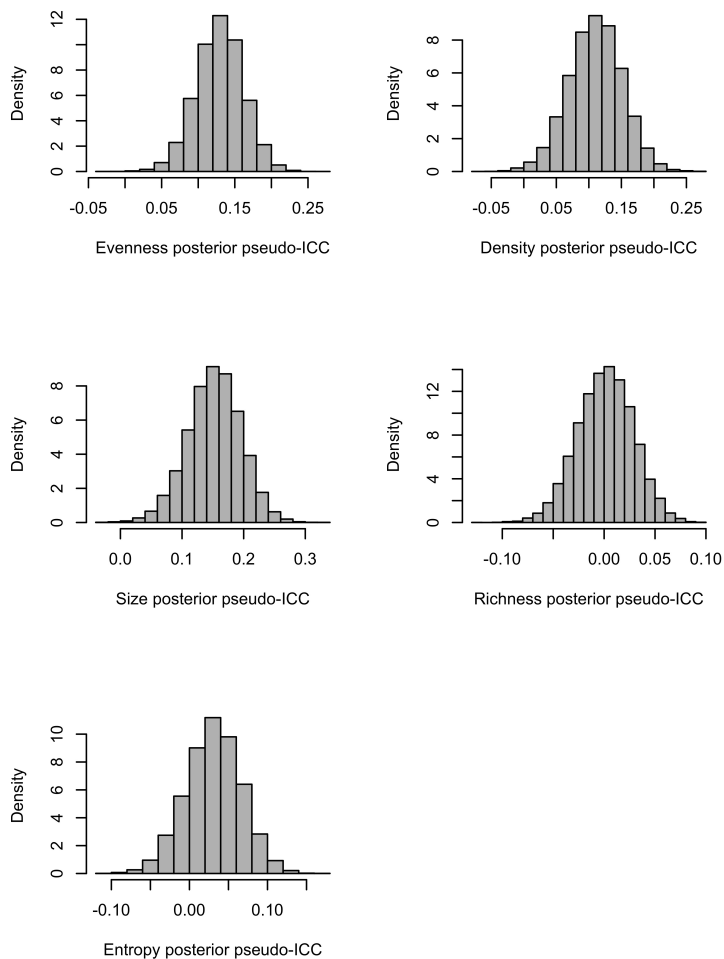 Density
0 2 4 6 8 12
-0.05 0.05 0.15 0.25
Evenness posterior pseudo-ICC
Density
0 2 4 6 8
-0.05 0.05 0.15 0.25
Density posterior pseudo-ICC
Density
0 2 4 6 8
0.0 0.1 0.2 0.3
Size posterior pseudo-ICC
Density
0 4 8 12
-0.10 0.00 0.05 0.10
Richness posterior pseudo-ICC
Density
0 2 4 6 8 10
-0.10 0.00 0.10
Entropy posterior pseudo-ICC